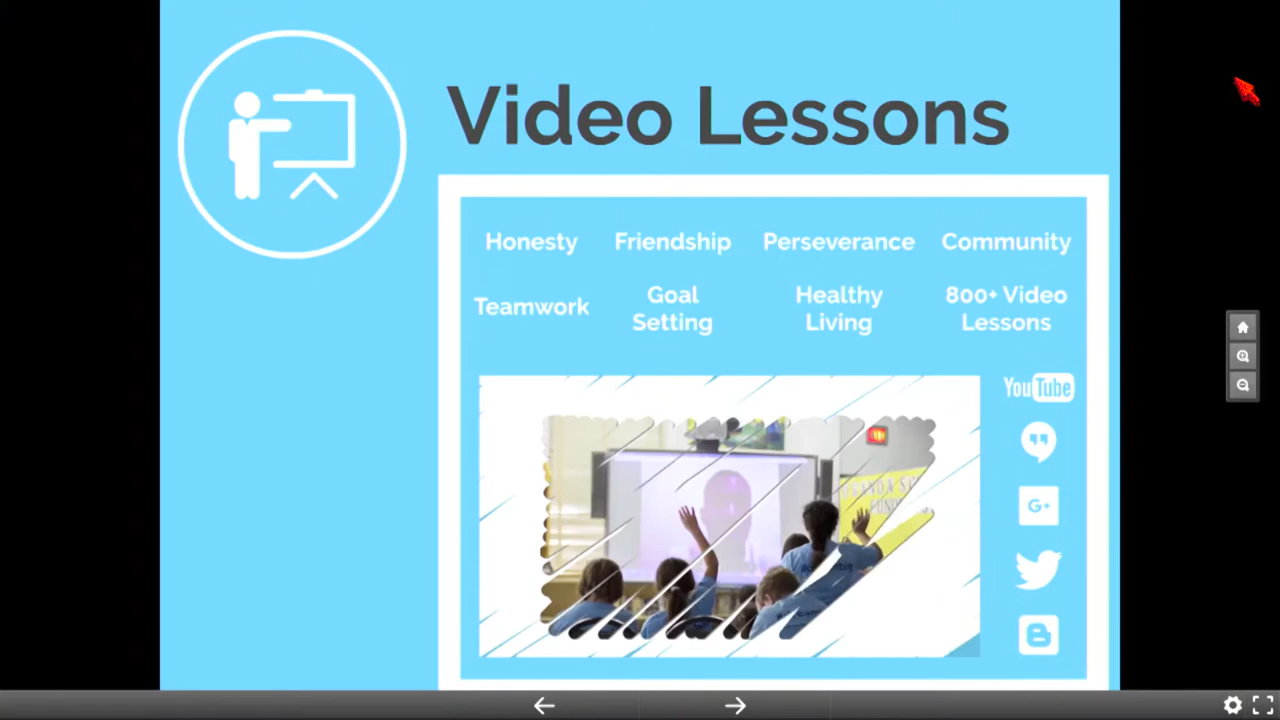 Video Lessons
Honesty Friendship Perseverance Community
Teamwork Goal Setting Healthy Living 800+ Video Lessons
YouTube
G+